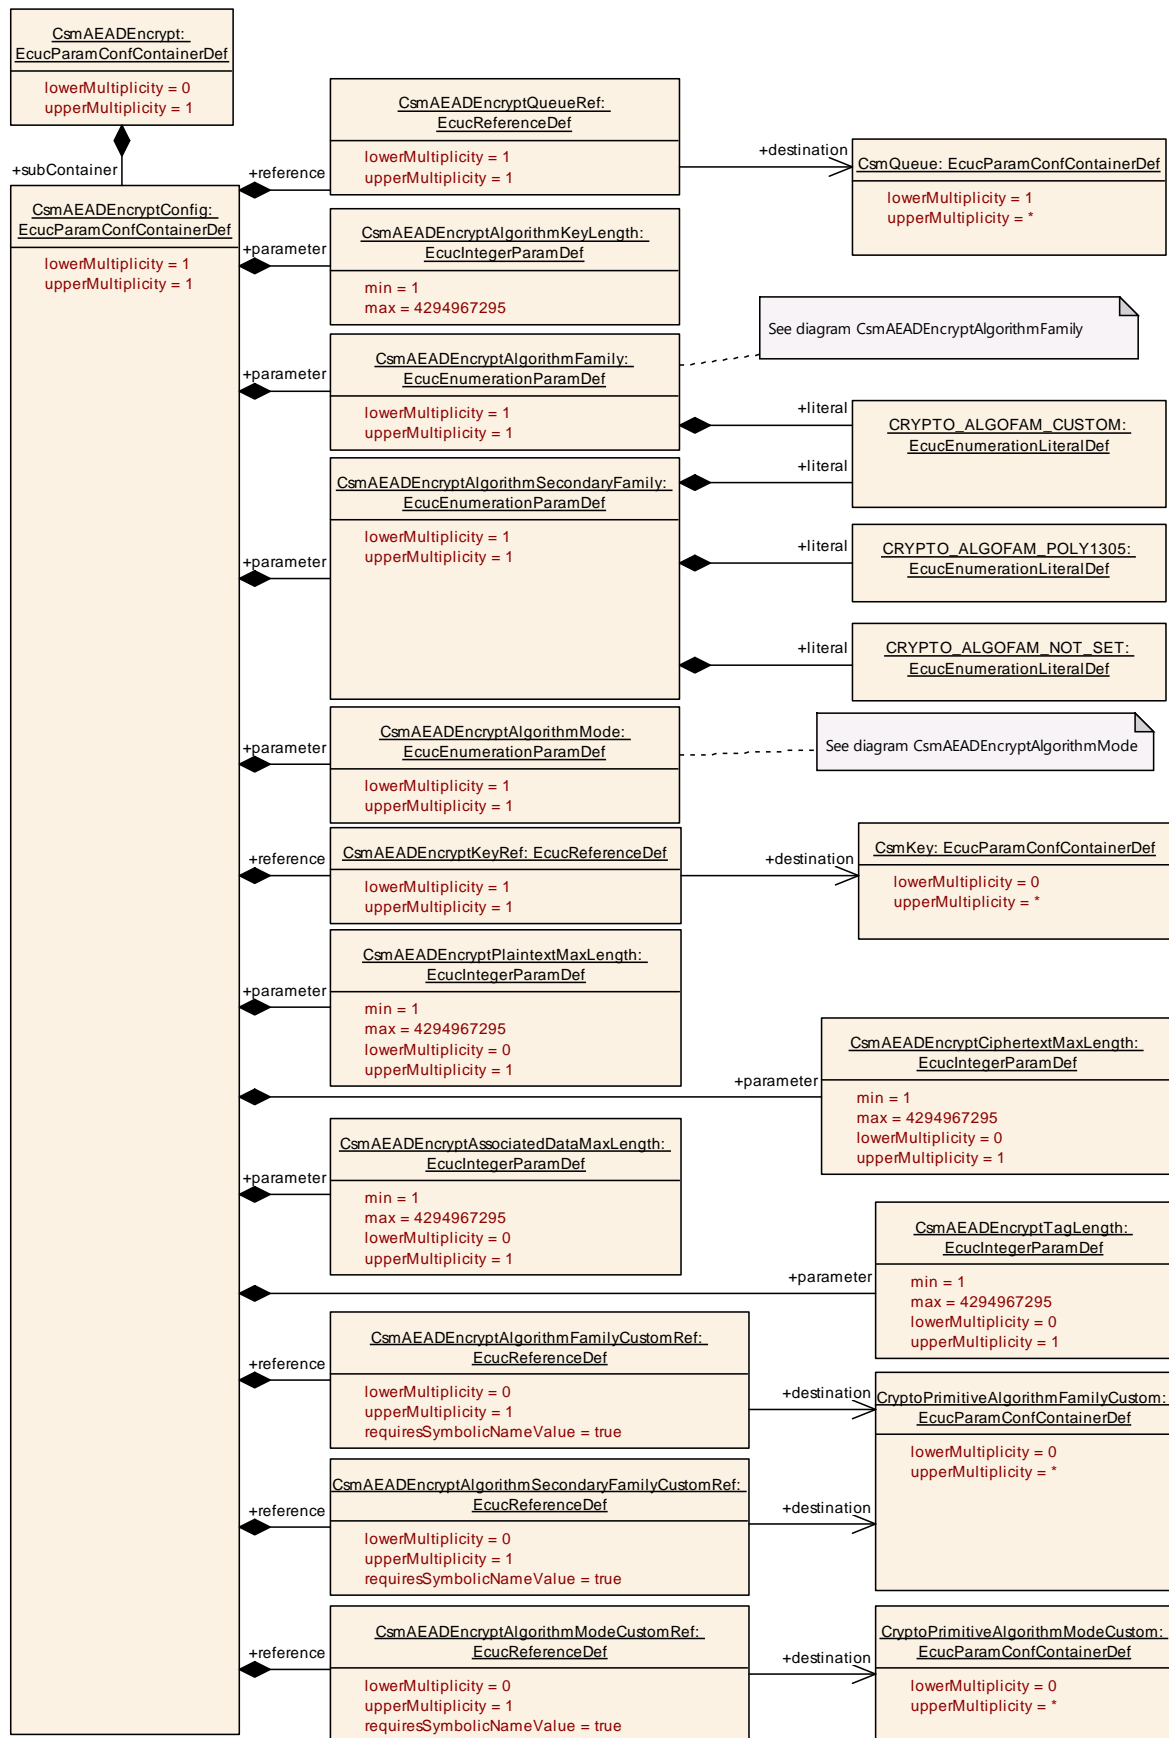 CsmAEADEncrypt:
EcucParamConfContainerDef
lowerMultiplicity = 0
upperMultiplicity = 1
+subContainer
CsmAEADEncryptConfig:
EcucParamConfContainerDef
lowerMultiplicity = 1
upperMultiplicity = 1
+reference
CsmAEADEncryptQueueRef:
EcucReferenceDef
lowerMultiplicity = 1
upperMultiplicity = 1
+destination
CsmQueue: EcucParamConfContainerDef
lowerMultiplicity = 1
upperMultiplicity = *
+parameter
CsmAEADEncryptAlgorithmKeyLength:
EcucIntegerParamDef
min = 1
max = 4294967295
See diagram CsmAEADEncryptAlgorithmFamily
+parameter
CsmAEADEncryptAlgorithmFamily:
EcucEnumerationParamDef
lowerMultiplicity = 1
upperMultiplicity = 1
+literal
CRYPTO_ALGOFAM_CUSTOM:
EcucEnumerationLiteralDef
+literal
+parameter
CsmAEADEncryptAlgorithmSecondaryFamily:
EcucEnumerationParamDef
lowerMultiplicity = 1
upperMultiplicity = 1
+literal
CRYPTO_ALGOFAM_POLY1305:
EcucEnumerationLiteralDef
+literal
CRYPTO_ALGOFAM_NOT_SET:
EcucEnumerationLiteralDef
+parameter
CsmAEADEncryptAlgorithmMode:
EcucEnumerationParamDef
lowerMultiplicity = 1
upperMultiplicity = 1
See diagram CsmAEADEncryptAlgorithmMode
+reference
CsmAEADEncryptKeyRef: EcucReferenceDef
lowerMultiplicity = 1
upperMultiplicity = 1
+destination
CsmKey: EcucParamConfContainerDef
lowerMultiplicity = 0
upperMultiplicity = *
+parameter
CsmAEADEncryptPlaintextMaxLength:
EcucIntegerParamDef
min = 1
max = 4294967295
lowerMultiplicity = 0
upperMultiplicity = 1
+parameter
CsmAEADEncryptCiphertextMaxLength:
EcucIntegerParamDef
min = 1
max = 4294967295
lowerMultiplicity = 0
upperMultiplicity = 1
+parameter
CsmAEADEncryptAssociatedDataMaxLength:
EcucIntegerParamDef
min = 1
max = 4294967295
lowerMultiplicity = 0
upperMultiplicity = 1
+parameter
CsmAEADEncryptTagLength:
EcucIntegerParamDef
min = 1
max = 4294967295
lowerMultiplicity = 0
upperMultiplicity = 1
+reference
CsmAEADEncryptAlgorithmFamilyCustomRef:
EcucReferenceDef
lowerMultiplicity = 0
upperMultiplicity = 1
requiresSymbolicNameValue = true
+destination
CryptoPrimitiveAlgorithmFamilyCustom:
EcucParamConfContainerDef
lowerMultiplicity = 0
upperMultiplicity = *
+reference
CsmAEADEncryptAlgorithmSecondaryFamilyCustomRef:
EcucReferenceDef
lowerMultiplicity = 0
upperMultiplicity = 1
requiresSymbolicNameValue = true
+destination
+reference
CsmAEADEncryptAlgorithmModeCustomRef:
EcucReferenceDef
lowerMultiplicity = 0
upperMultiplicity = 1
requiresSymbolicNameValue = true
+destination
CryptoPrimitiveAlgorithmModeCustom:
EcucParamConfContainerDef
lowerMultiplicity = 0
upperMultiplicity = *